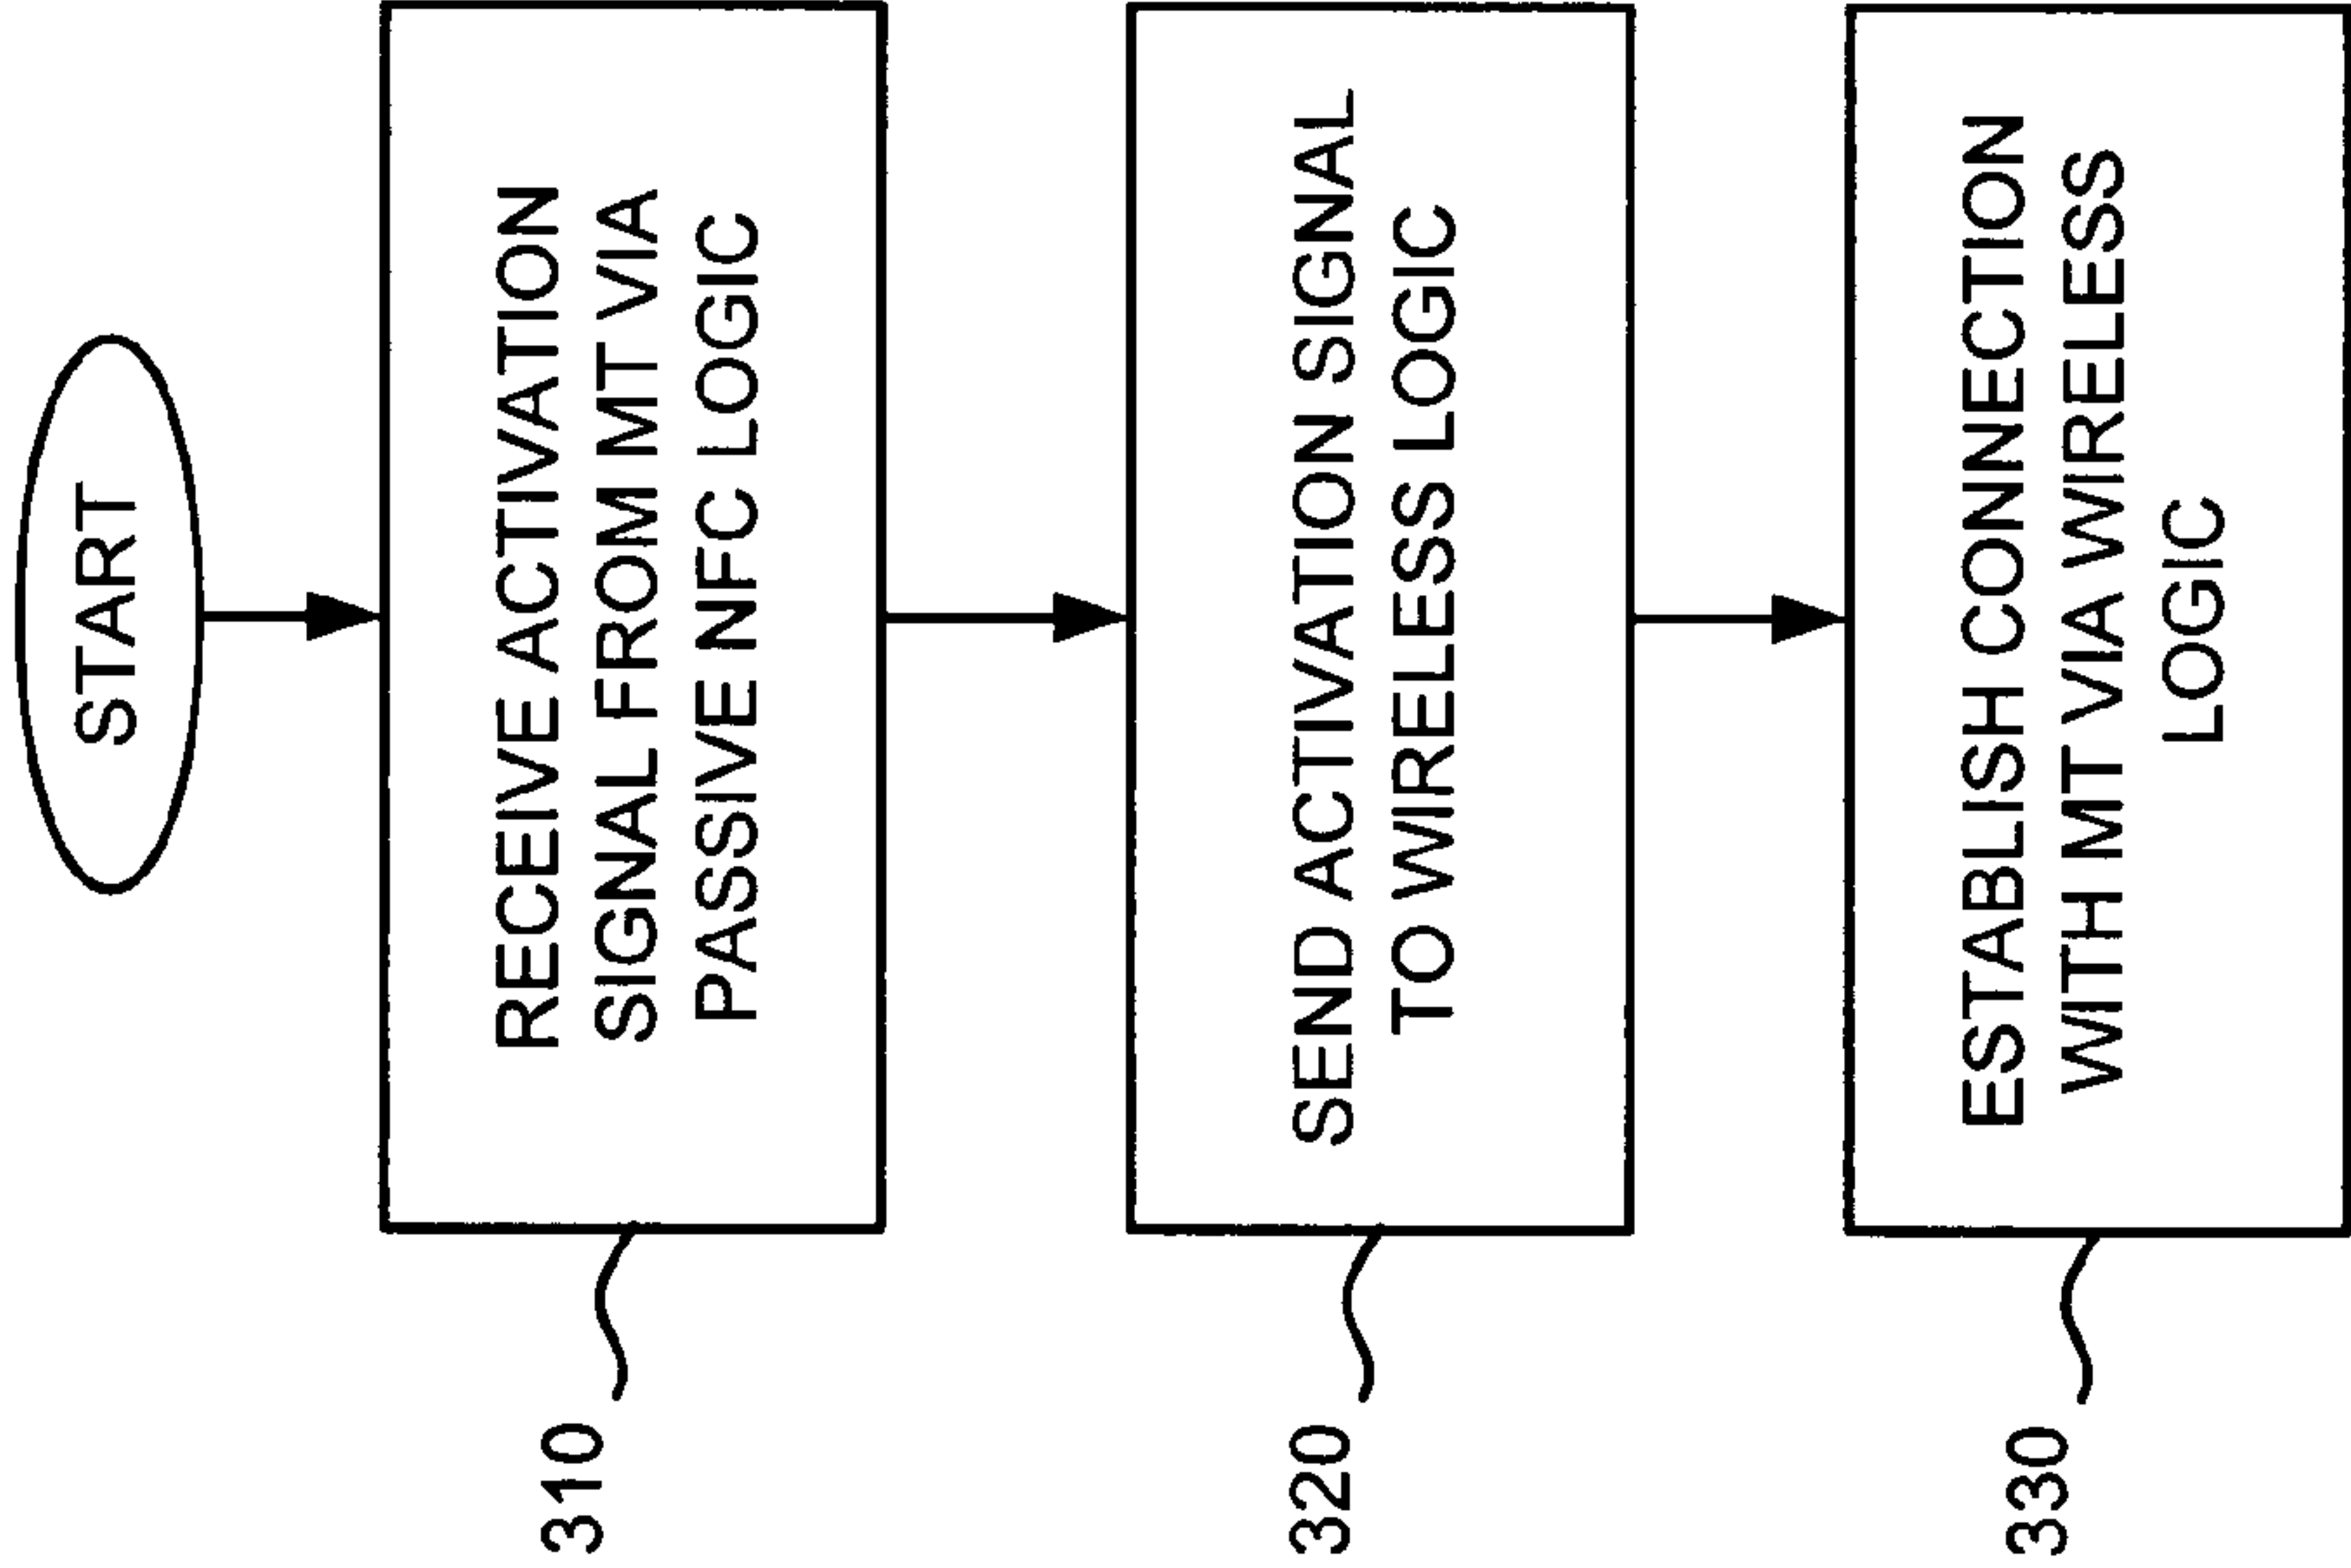 START
310
RECEIVE ACTIVATION
SIGNAL FROM MT VIA
PASSIVE NFC LOGIC
320
SEND ACTIVATION SIGNAL
TO WIRELESS LOGIC
330
ESTABLISH CONNECTION
WITH MT VIA WIRELESS
LOGIC